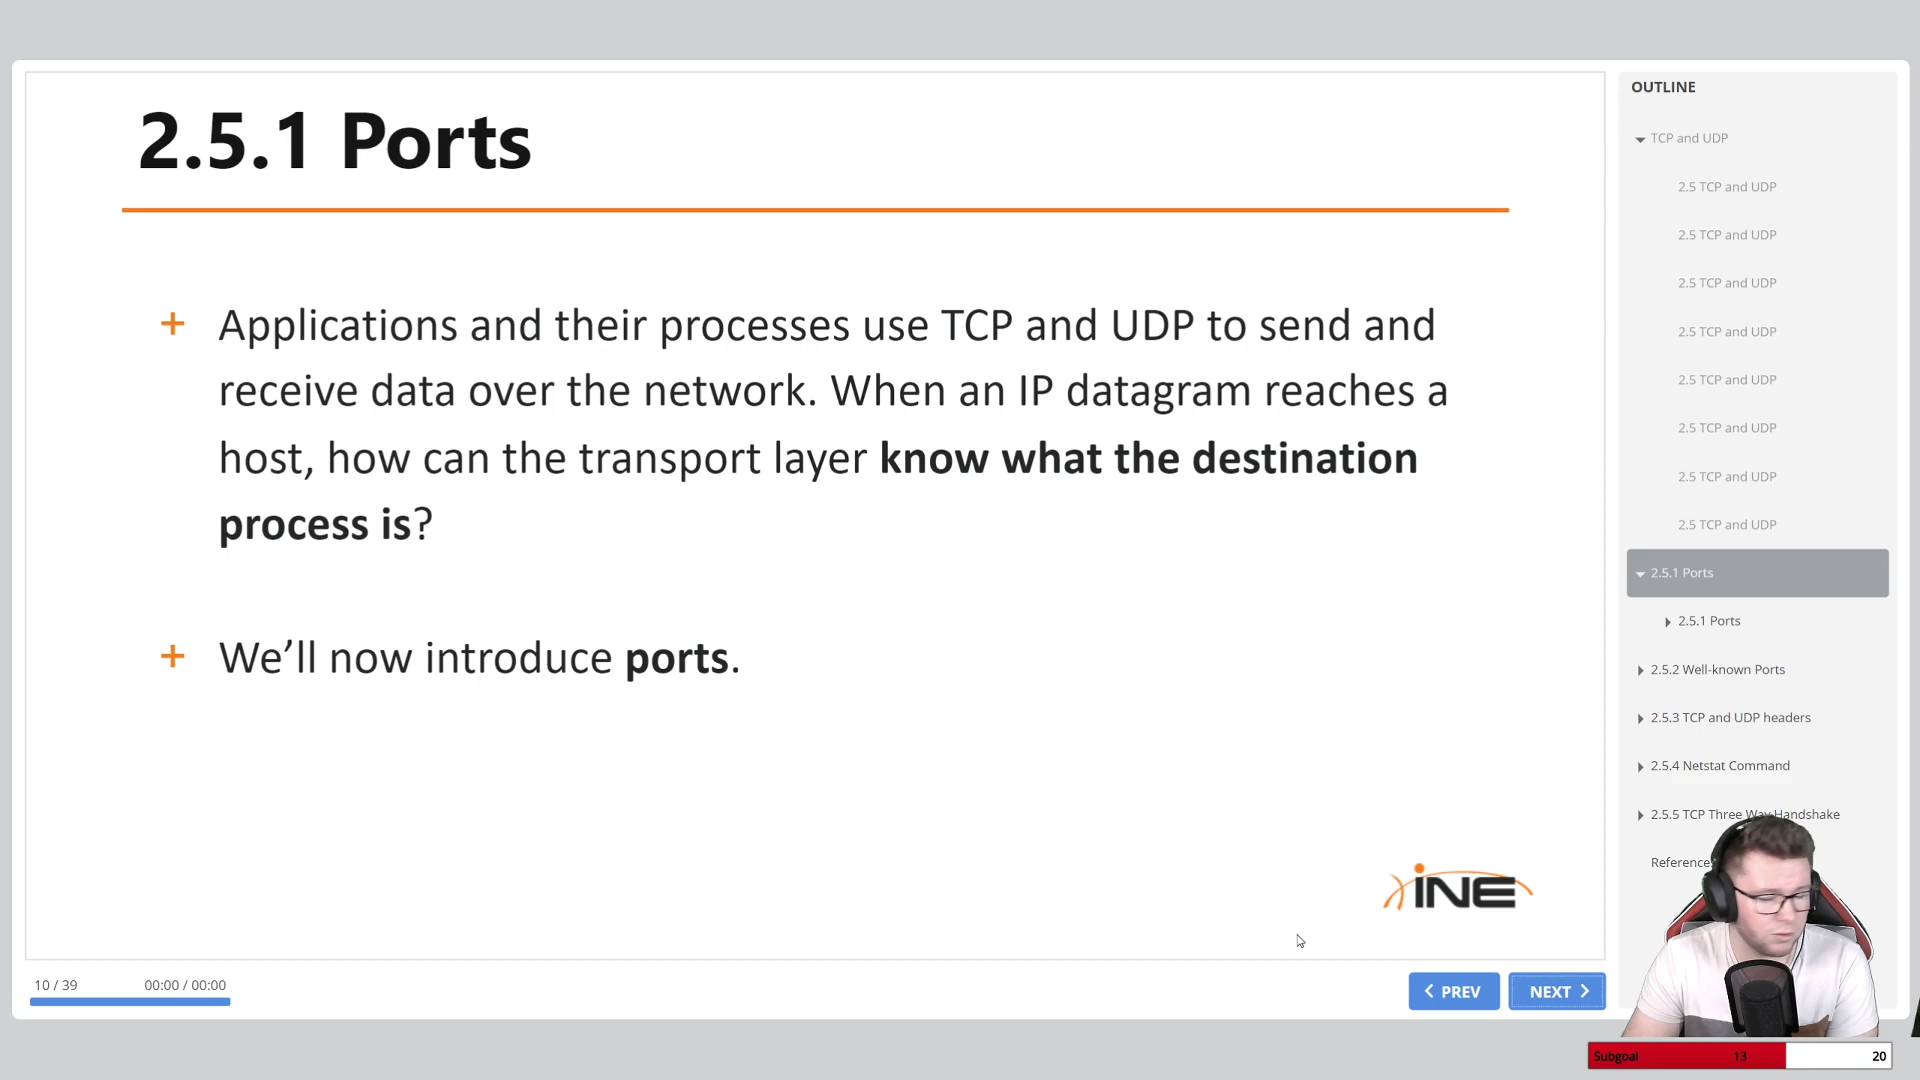 2.5.1 Ports
+ Applications and their processes use TCP and UDP to send and
receive data over the network. When an IP datagram reaches a
host, how can the transport layer know what the destination
process is?
+ We’ll now introduce ports.
iNE
10 / 39
00:00 / 00:00
PREV
NEXT
OUTLINE
TCP and UDP
2.5 TCP and UDP
2.5 TCP and UDP
2.5 TCP and UDP
2.5 TCP and UDP
2.5 TCP and UDP
2.5 TCP and UDP
2.5 TCP and UDP
2.5 TCP and UDP
2.5.1 Ports
2.5.1 Ports
2.5.2 Well-known Ports
2.5.3 TCP and UDP headers
2.5.4 Netstat Command
2.5.5 TCP Three Way Handshake
References
Subgoal 13 20